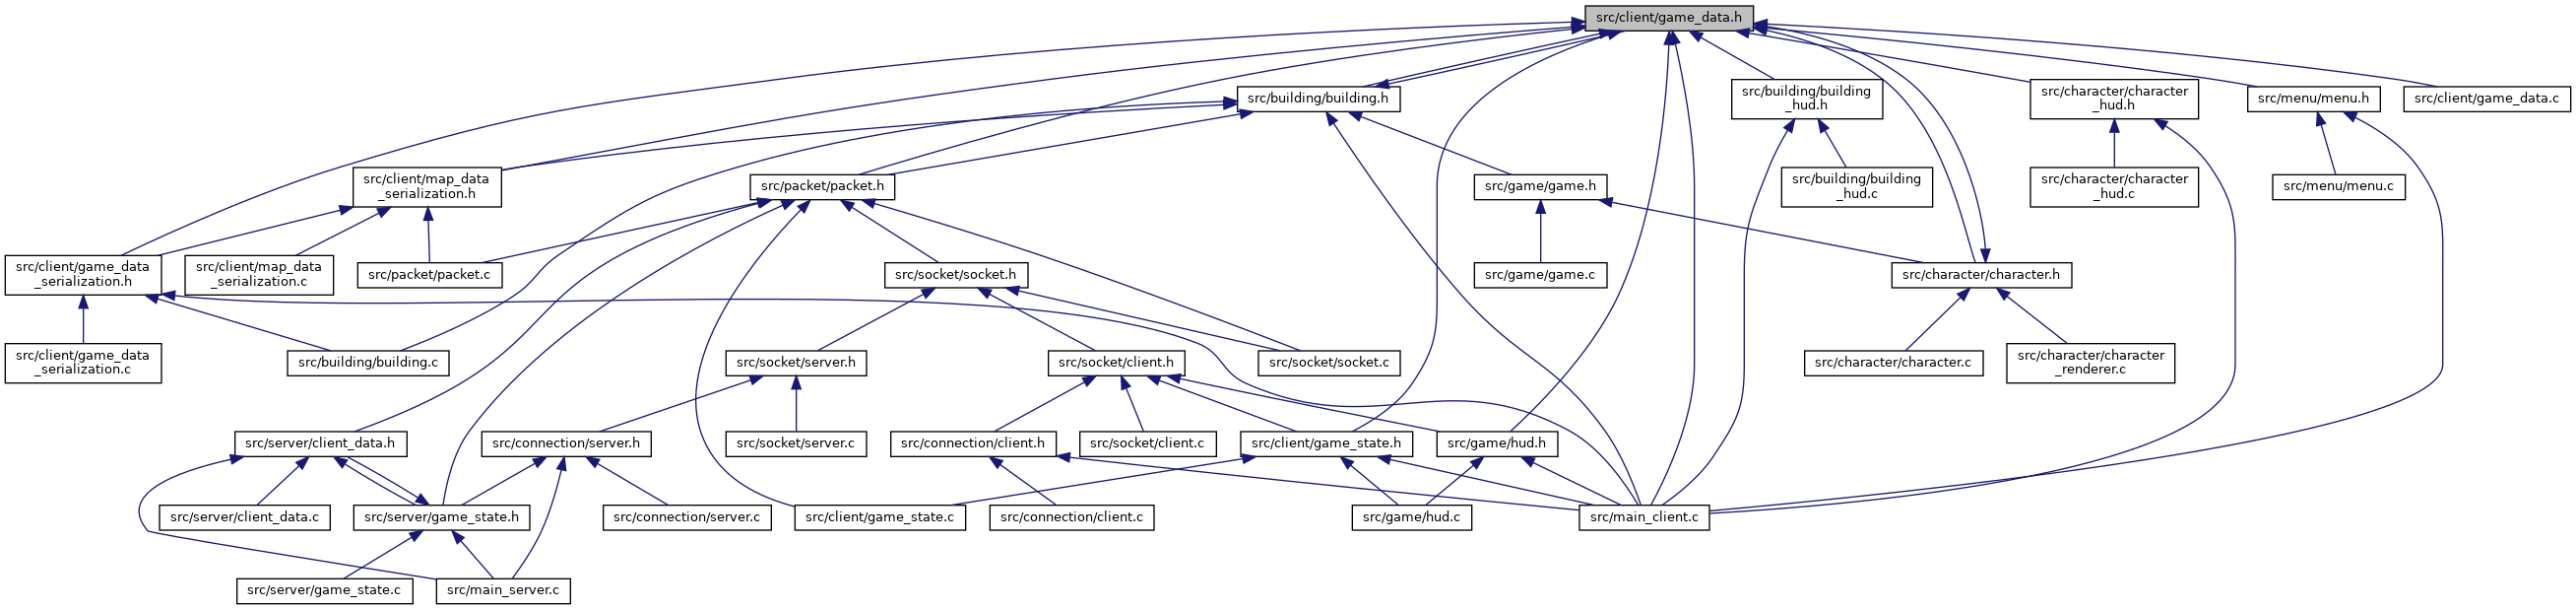 src/client/game_data.h
src/building/building.h
src/building/building
_hud.h
src/character/character
_hud.h
src/menu/menu.h
src/client/game_data.c
src/client/map_data
_serialization.h
src/packet/packet.h
src/game/game.h
src/building/building
_hud.c
src/character/character
_hud.c
src/menu/menu.c
src/client/game_data
_serialization.h
src/client/map_data
_serialization.c
src/packet/packet.c
src/socket/socket.h
src/game/game.c
src/character/character.h
src/client/game_data
_serialization.c
src/building/building.c
src/socket/server.h
src/socket/client.h
src/socket/socket.c
src/character/character.c
src/character/character
_renderer.c
src/server/client_data.h
src/connection/server.h
src/socket/server.c
src/connection/client.h
src/socket/client.c
src/client/game_state.h
src/game/hud.h
src/server/client_data.c
src/server/game_state.h
src/connection/server.c
src/client/game_state.c
src/connection/client.c
src/game/hud.c
src/main_client.c
src/server/game_state.c
src/main_server.c